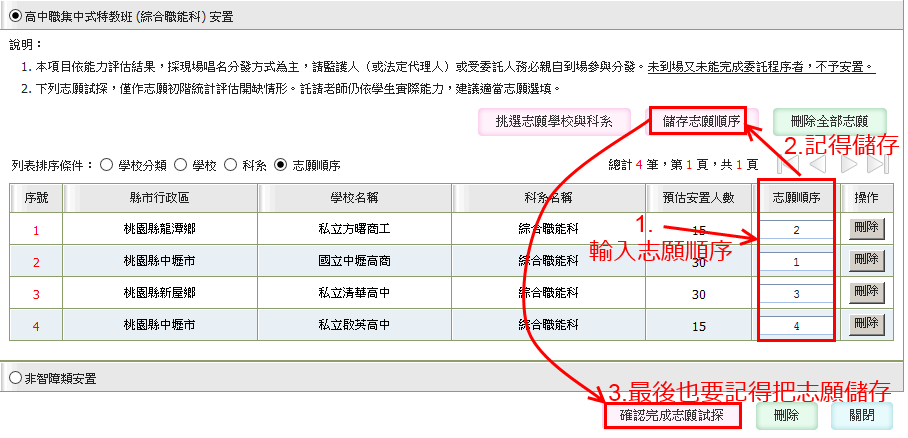 高中職集中式特教班 (綜合職能科) 安置
說明：
1. 本項目依能力評估結果，採現場唱名分發方式為主，請監護人（或法定代理人）或受委託人務必親自到場參與分發。未到場又未能完成委託程序者，不予安置。
2. 下列志願試探，僅作志願初階統計評估開缺情形。託請老師仍依學生實際能力，建議適當志願選填。
挑選志願學校與科系 儲存志願順序 刪除全部志願
2.記得儲存
列表排序條件： 學校分類 學校 科系 志願順序 總計 4 筆，第 1 頁，共 1 頁
序號 縣市行政區 學校名稱 科系名稱 預估安置人數 志願順序 操作
1 桃園縣龍潭鄉 私立方曙商工 綜合職能科 15 2 刪除
1.
輸入志願順序
2 桃園縣中壢市 國立中壢高商 綜合職能科 30 1 刪除
3 桃園縣新屋鄉 私立清華高中 綜合職能科 30 3 刪除
4 桃園縣中壢市 私立啟英高中 綜合職能科 15 4 刪除
非智障類安置
3.最後也要記得把志願儲存
確認完成志願試探 刪除 關閉